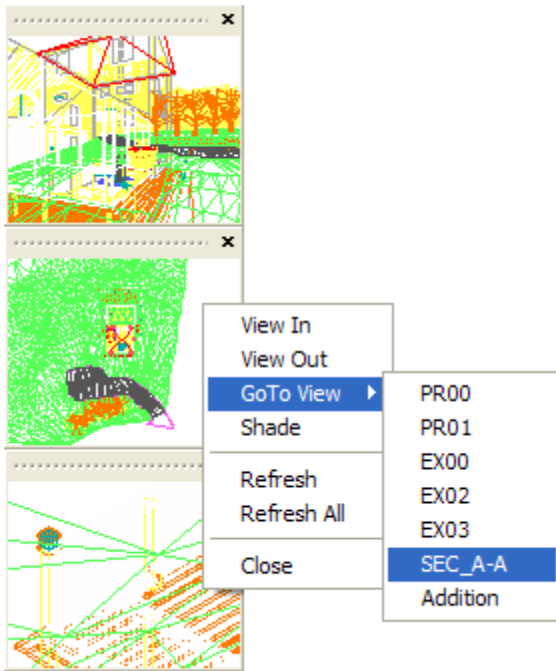 View In
View Out
GoTo View
Shade
Refresh
Refresh All
Close
PR00
PR01
EX00
EX02
EX03
SEC_A-A
Addition